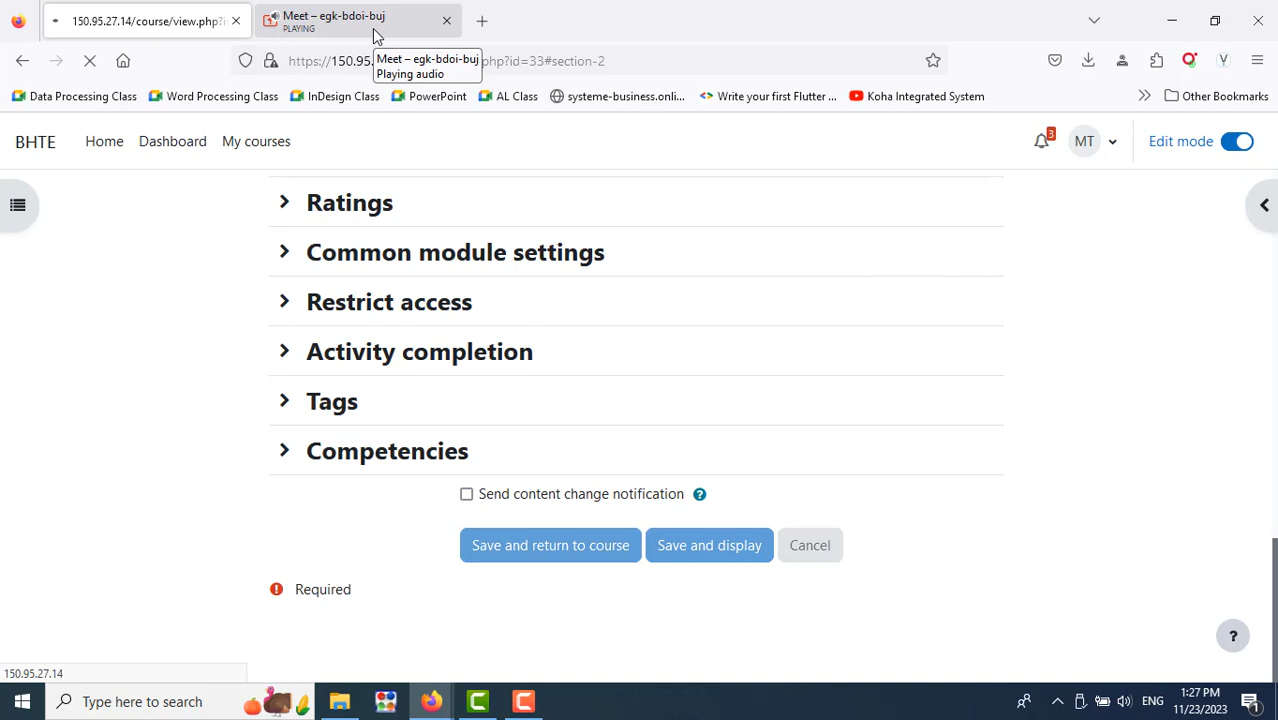 150.95.27.14/course/view.php?i
Meet – egk-bdoi-buj
PLAYING
https://150.95. php?id=33#section-2
Meet – egk-bdoi-buj
Playing audio
Data Processing Class
Word Processing Class
InDesign Class
PowerPoint
AL Class
systeme-business.onli...
Write your first Flutter ...
Koha Integrated System
Other Bookmarks
BHTE
Home
Dashboard
My courses
3
MT
Edit mode
Ratings
Common module settings
Restrict access
Activity completion
Tags
Competencies
Send content change notification
?
Save and return to course
Save and display
Cancel
! Required
?
150.95.27.14
Type here to search
ENG
1:27 PM
11/23/2023
1